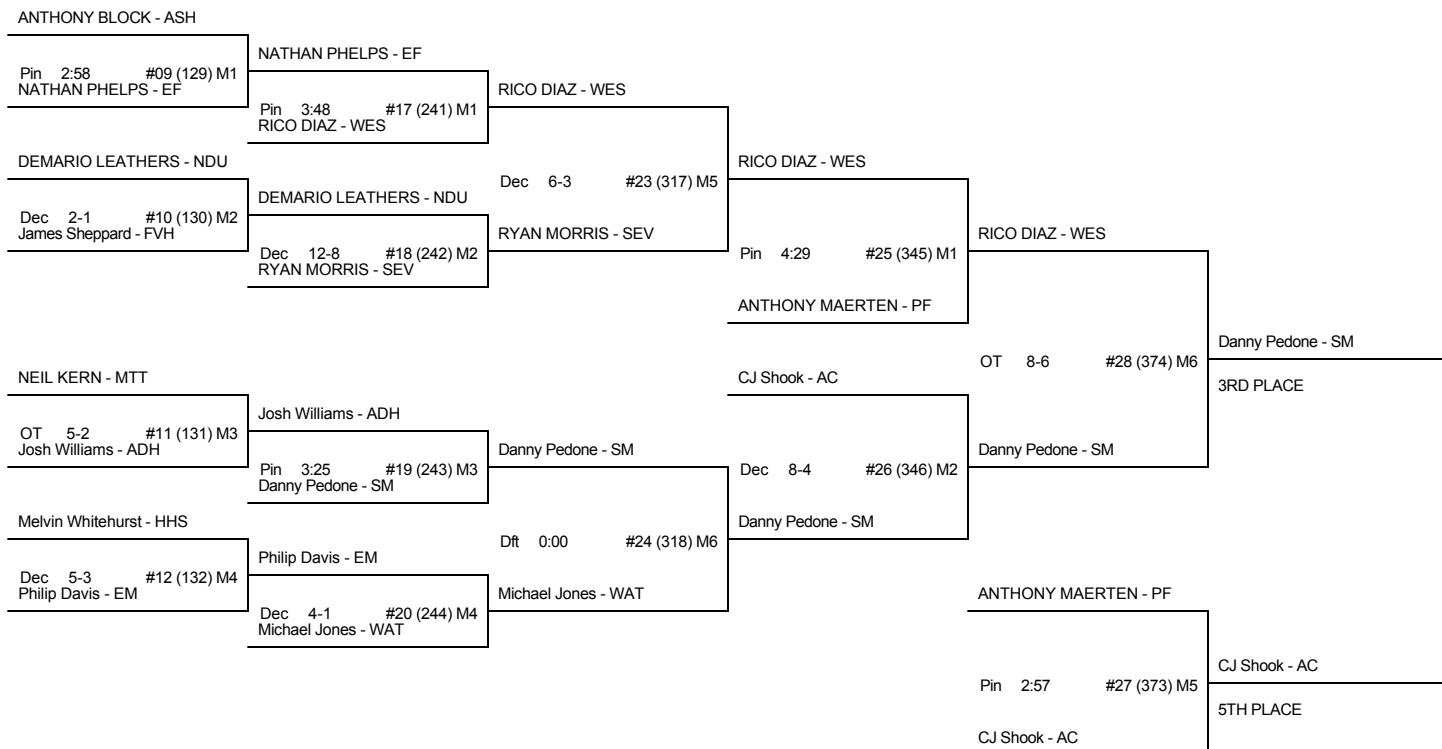 ANTHONY BLOCK - ASH
Pin 2:58 #09 (129) M1
NATHAN PHELPS - EF
DEMARIO LEATHERS - NDU
Dec 2-1 #10 (130) M2
James Sheppard - FVH
NEIL KERN - MTT
OT 5-2 #11 (131) M3
Josh Williams - ADH
Melvin Whitehurst - HHS
Dec 5-3 #12 (132) M4
Philip Davis - EM
NATHAN PHELPS - EF
Pin 3:48 #17 (241) M1
RICO DIAZ - WES
DEMARIO LEATHERS - NDU
Dec 12-8 #18 (242) M2
RYAN MORRIS - SEV
Josh Williams - ADH
Pin 3:25 #19 (243) M3
Danny Pedone - SM
Philip Davis - EM
Dec 4-1 #20 (244) M4
Michael Jones - WAT
RICO DIAZ - WES
Dec 6-3 #23 (317) M5
RYAN MORRIS - SEV
Danny Pedone - SM
Dft 0:00 #24 (318) M6
Michael Jones - WAT
RICO DIAZ - WES
Pin 4:29 #25 (345) M1
ANTHONY MAERTEN - PF
CJ Shook - AC
Dec 8-4 #26 (346) M2
Danny Pedone - SM
RICO DIAZ - WES
OT 8-6 #28 (374) M6
Danny Pedone - SM
ANTHONY MAERTEN - PF
Pin 2:57 #27 (373) M5
CJ Shook - AC
Danny Pedone - SM
3RD PLACE
CJ Shook - AC
5TH PLACE